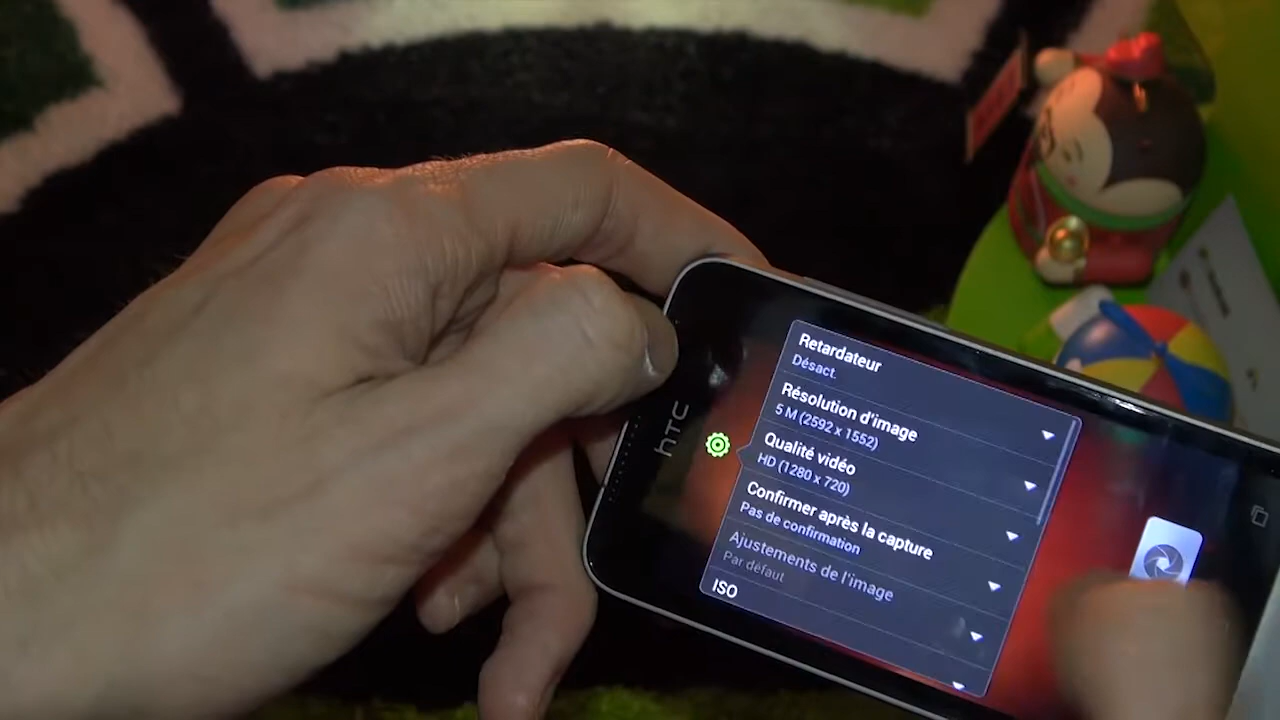 hTC
Retardateur
Désact.
Résolution d'image
5 M (2592 x 1552)
Qualité vidéo
HD (1280 x 720)
Confirmer après la capture
Pas de confirmation
Ajustements de l'image
Par défaut
ISO